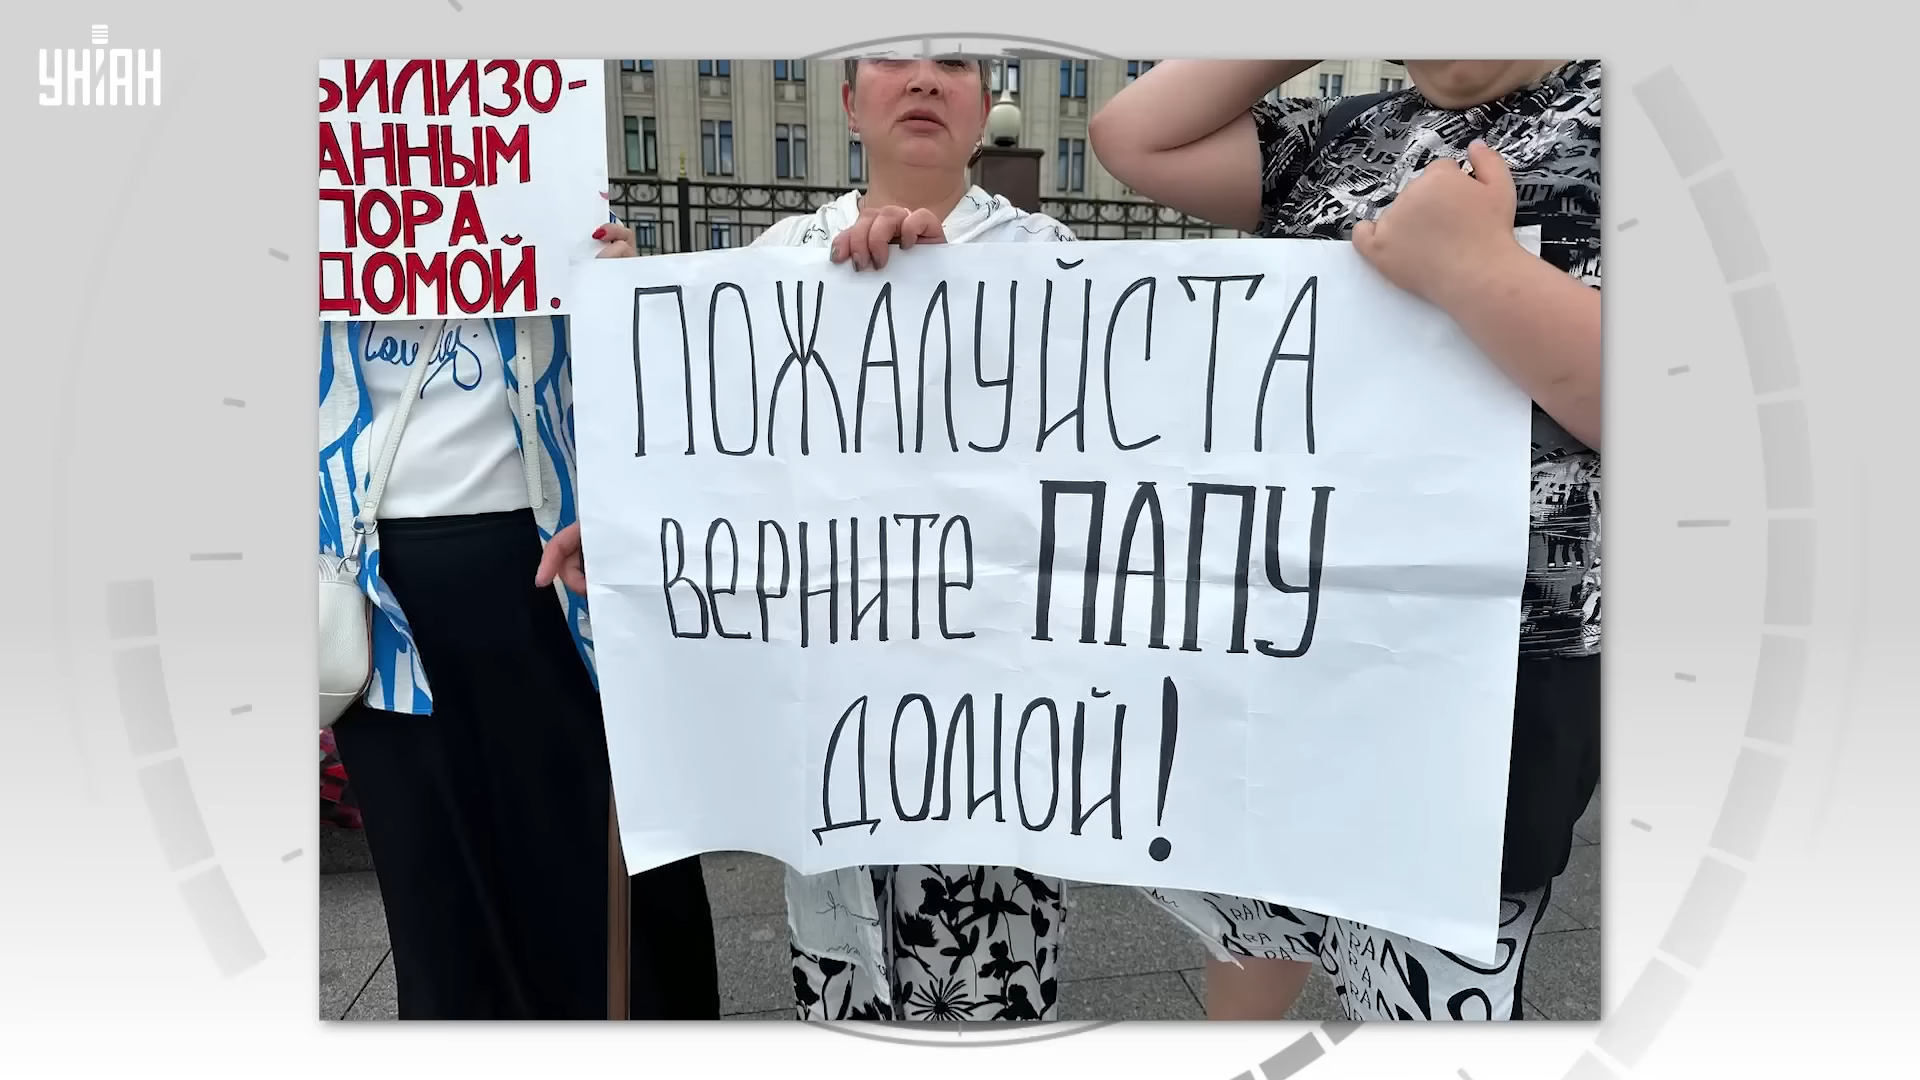 УНІАН
БИЛИЗО-
АННЫМ
ПОРА
ДОМОЙ.
ПОЖАЛУЙСТА
ВЕРНИТЕ ПАПУ
ДОМОЙ!